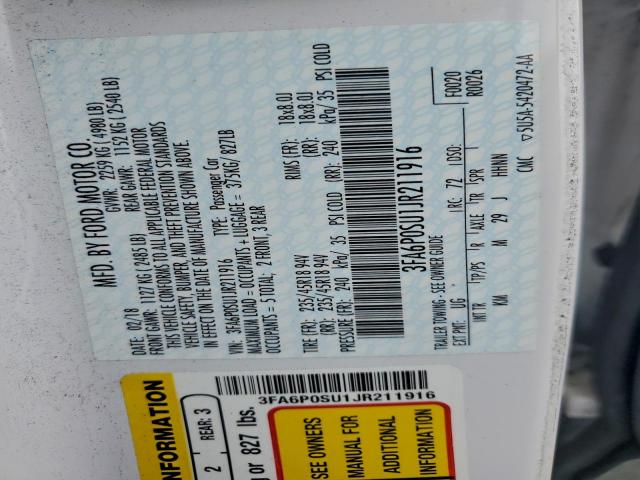 MFD. BY FORD MOTOR CO.
DATE: 02/18 GVWR: 2259 KG ( 4980 LB)
FRONT GAWR: 1127 KG ( 2485 LB) REAR GAWR: 1152 KG ( 2540 LB)
THIS VEHICLE CONFORMS TO ALL APPLICABLE FEDERAL MOTOR
VEHICLE SAFETY, BUMPER, AND THEFT PREVENTION STANDARDS
IN EFFECT ON THE DATE OF MANUFACTURE SHOWN ABOVE.
VIN: 3FA6P0SU1JR211916 TYPE: Passenger Car
MAXIMUM LOAD = OCCUPANTS + LUGGAGE = 375KG/ 827LB
OCCUPANTS = 5 TOTAL, 2 FRONT, 3 REAR
TIRE (FR): 235/45R18 94V RIMS (FR): 18x8.0J
(RR): 235/45R18 94V (RR): 18x8.0J
PRESSURE (FR): 240 kPa/ 35 PSI COLD (RR): 240 kPa/ 35 PSI COLD
3FA6P0SU1JR211916
TRAILER TOWING - SEE OWNER GUIDE F0020
EXT PNT: UG RC: 72 DSO: R0026
INT TR TP/PS R AXLE TR SPR
KM M 29 J HHMN
CMC ▽5U5A-5420472-AA
3FA6P0SU1JR211916
INFORMATION
2 REAR: 3
or 827 lbs.
SEE OWNERS
MANUAL FOR
ADDITIONAL
INFORMATION